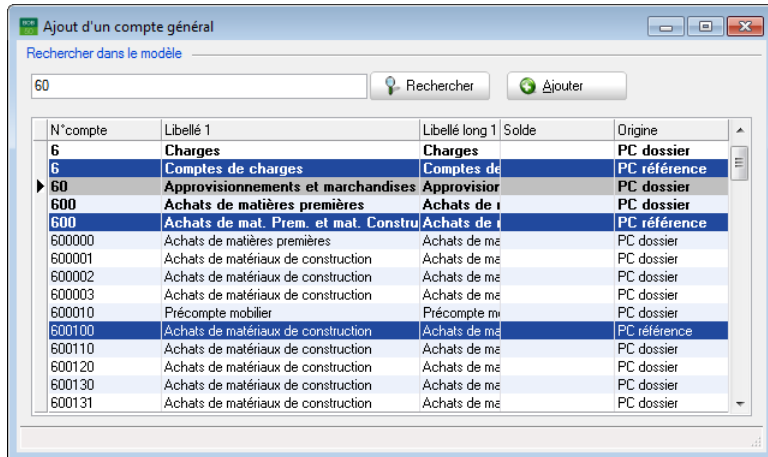 BOB
50
Ajout d'un compte général
Rechercher dans le modèle
60 Rechercher Ajouter
N°compte Libellé 1 Libellé long 1 Solde Origine
6 Charges Charges PC dossier
6 Comptes de charges Comptes de PC référence
60 Approvisionnements et marchandises Approvision PC dossier
600 Achats de matières premières Achats de PC dossier
600 Achats de mat. Prem. et mat. Constru Achats de PC référence
600000 Achats de matières premières Achats de ma PC dossier
600001 Achats de matériaux de construction Achats de ma PC dossier
600002 Achats de matériaux de construction Achats de ma PC dossier
600003 Achats de matériaux de construction Achats de ma PC dossier
600010 Précompte mobilier Précompte m PC dossier
600100 Achats de matériaux de construction Achats de ma PC référence
600110 Achats de matériaux de construction Achats de ma PC dossier
600120 Achats de matériaux de construction Achats de ma PC dossier
600130 Achats de matériaux de construction Achats de ma PC dossier
600131 Achats de matériaux de construction Achats de ma PC dossier